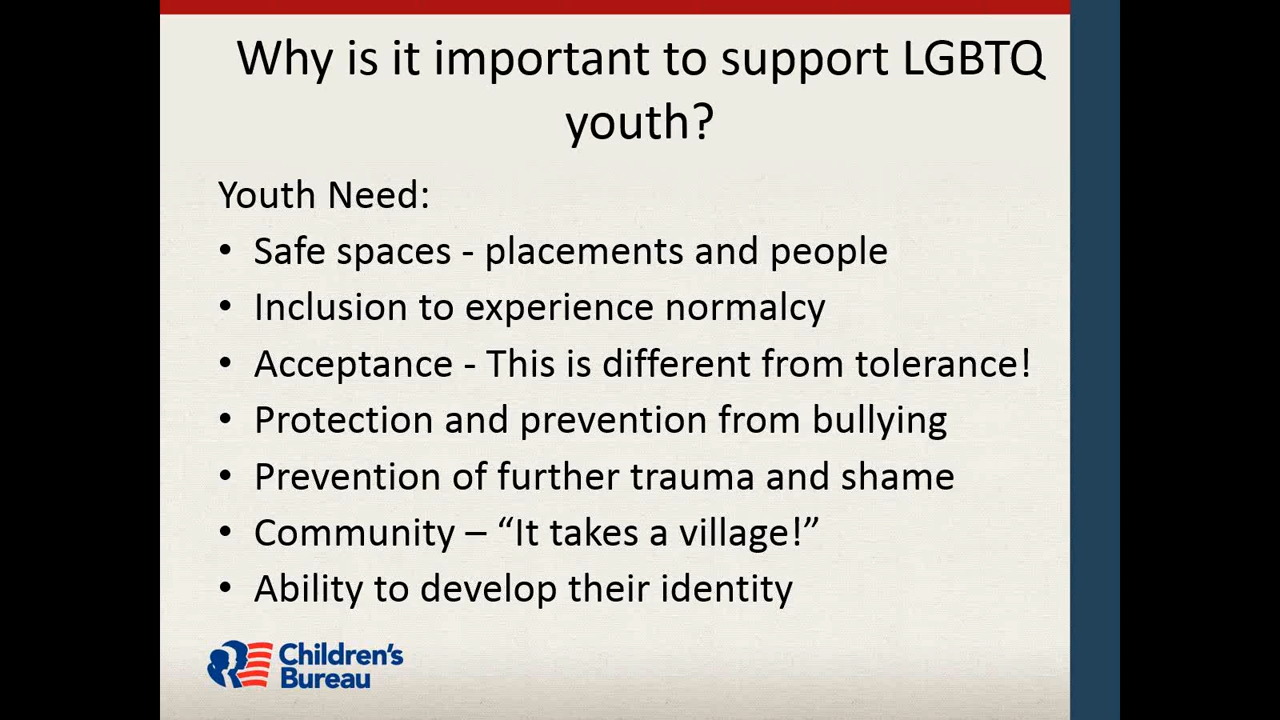 Why is it important to support LGBTQ
youth?
Youth Need:
• Safe spaces - placements and people
• Inclusion to experience normalcy
• Acceptance - This is different from tolerance!
• Protection and prevention from bullying
• Prevention of further trauma and shame
• Community – “It takes a village!”
• Ability to develop their identity
Children's
Bureau